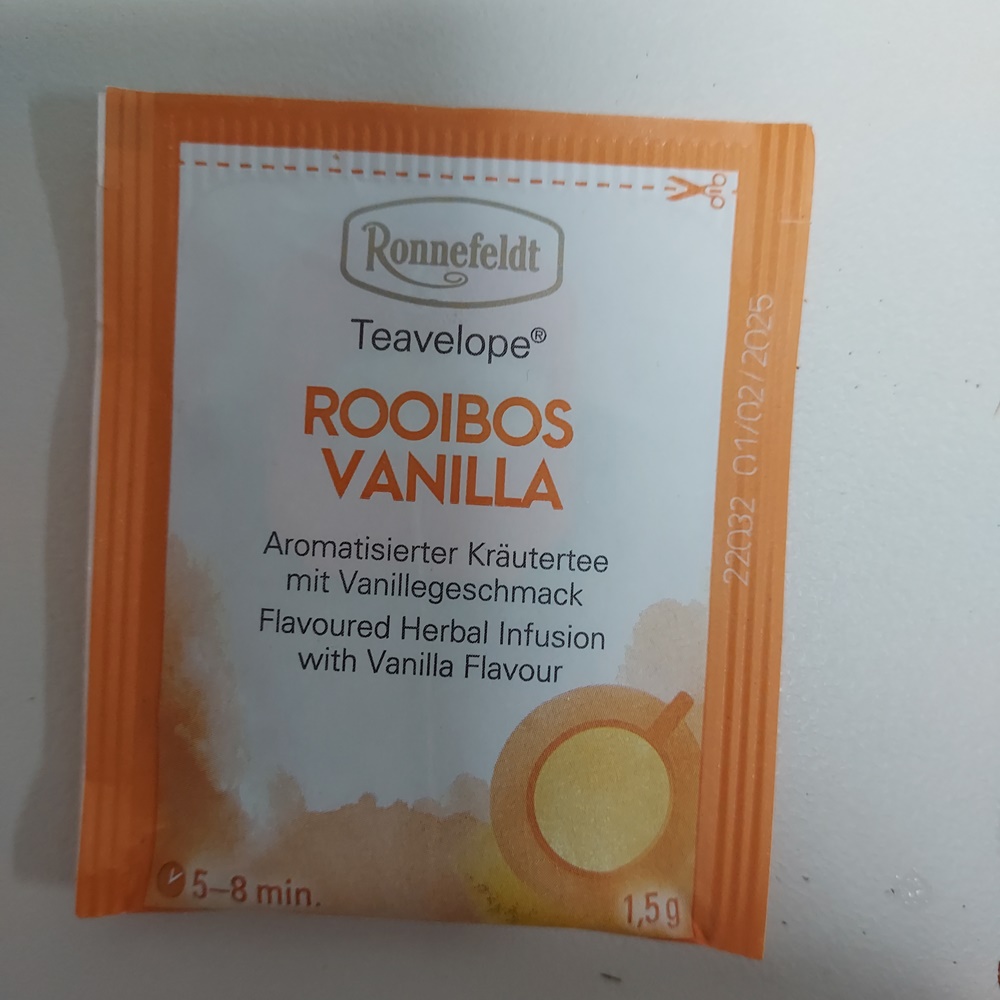 Ronnefeldt
Teavelope®
ROOIBOS
VANILLA
Aromatisierter Kräutertee
mit Vanillegeschmack
Flavoured Herbal Infusion
with Vanilla Flavour
5–8 min.
1,5 g
22032 01/02/2025